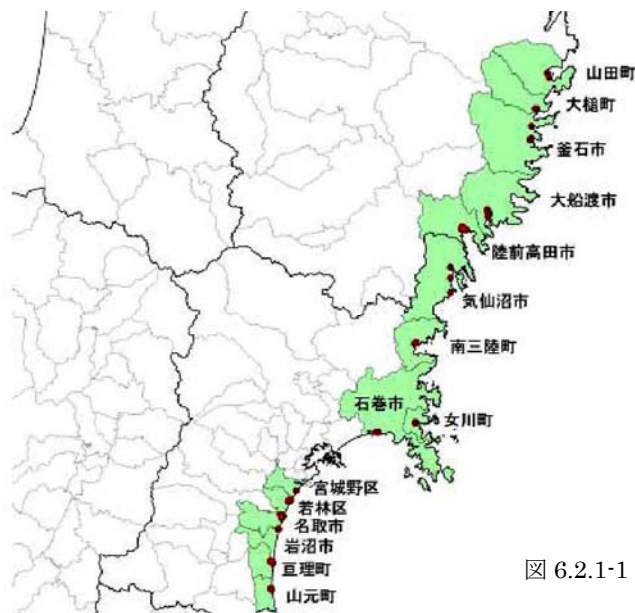 山田町
大槌町
釜石市
大船渡市
陸前高田市
気仙沼市
南三陸町
石巻市
女川町
宮城野区
若林区
名取市
岩沼市
亘理町
山元町
図 6.2.1-1